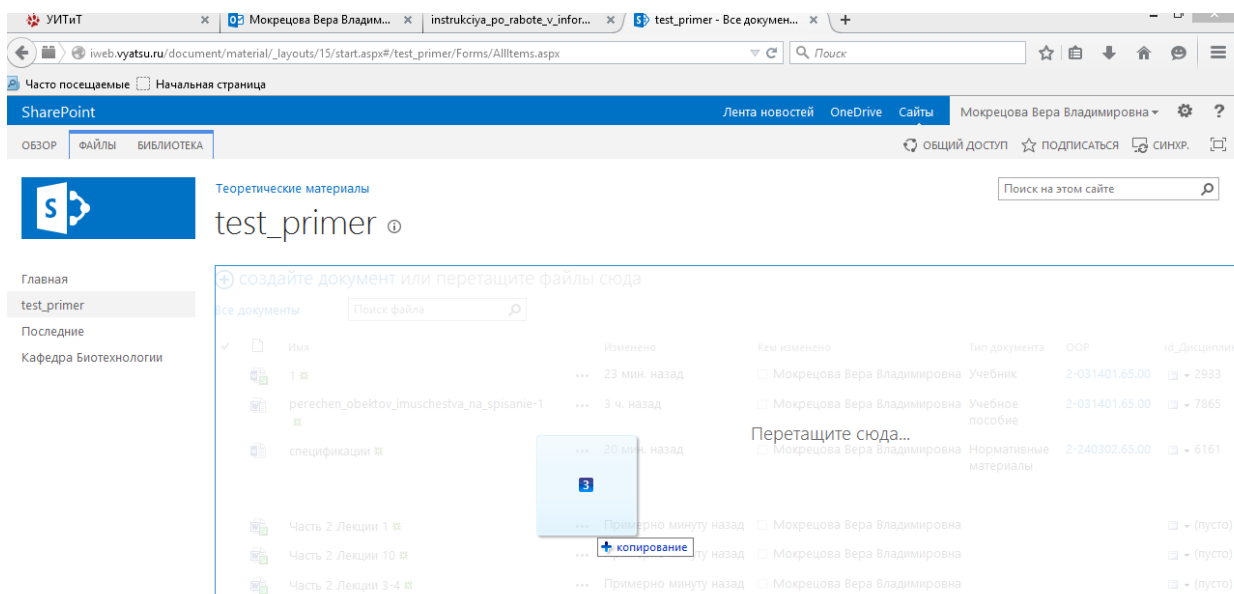 УИТиТ
Мокрецова Вера Владим...
instrukciya_po_rabote_v_infor...
test_primer - Все докумен...
iweb.vyatsu.ru/document/material/_layouts/15/start.aspx#/test_primer/Forms/AllItems.aspx
Поиск
Часто посещаемые Начальная страница
SharePoint Лента новостей OneDrive Сайты Мокрецова Вера Владимировна ?
ОБЗОР ФАЙЛЫ БИБЛИОТЕКА ОБЩИЙ ДОСТУП ПОДПИСАТЬСЯ СИНХР.
S
Теоретические материалы
Поиск на этом сайте
test_primer
Главная
test_primer
Последние
Кафедра Биотехнологии
создайте документ или перетащите файлы сюда
Все документы Поиск файла
Имя Изменено Кем изменено Тип документа ООР id_Дисципли
1 ... 23 мин. назад Мокрецова Вера Владимировна Учебник 2-031401.65.00 2933
perechen_obektov_imuschestva_na_spisanie-1 ... 3 ч. назад Мокрецова Вера Владимировна Учебное 2-031401.65.00 7865
пособие
Перетащите сюда...
спецификации ... 20 мин. назад Мокрецова Вера Владимировна Нормативные 2-240302.65.00 6161
материалы
3
Часть 2 Лекции 1 ... Примерно минуту назад Мокрецова Вера Владимировна (пусто)
копирование
Часть 2 Лекции 10 ... минуту назад Мокрецова Вера Владимировна (пусто)
Часть 2 Лекции 3-4 ... Примерно минуту назад Мокрецова Вера Владимировна (пусто)